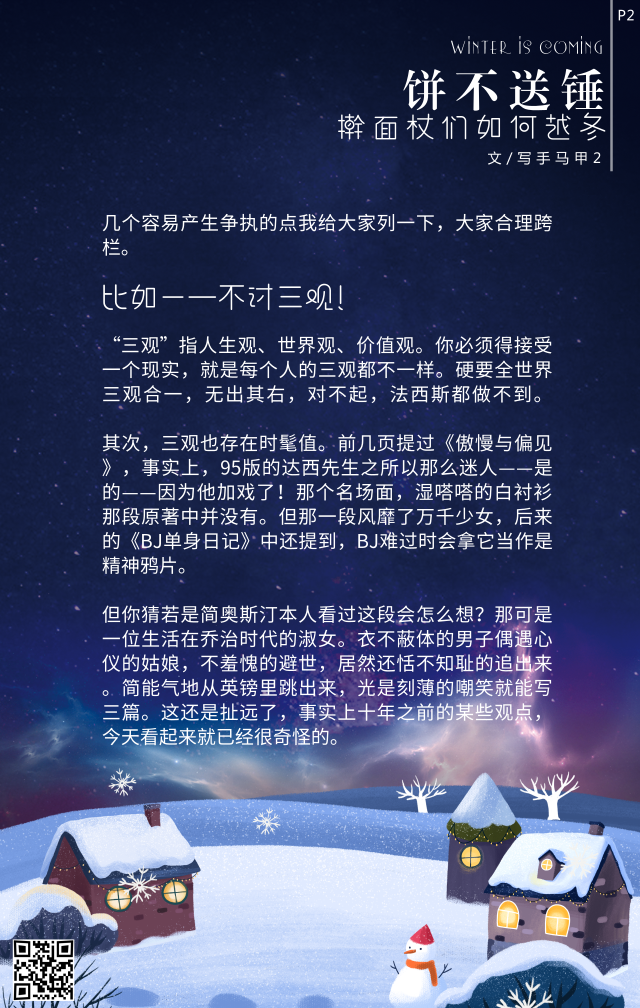 P2
WINTER IS COMING
饼不送锤
擀面杖们如何越冬
文/写手马甲2
几个容易产生争执的点我给大家列一下，大家合理跨
栏。
比如——不讨三观！
“三观”指人生观、世界观、价值观。你必须得接受
一个现实，就是每个人的三观都不一样。硬要全世界
三观合一，无出其右，对不起，法西斯都做不到。
其次，三观也存在时髦值。前几页提过《傲慢与偏见
》，事实上，95版的达西先生之所以那么迷人——是
的——因为他加戏了！那个名场面，湿嗒嗒的白衬衫
那段原著中并没有。但那一段风靡了万千少女，后来
的《BJ单身日记》中还提到，BJ难过时会拿它当作是
精神鸦片。
但你猜若是简奥斯汀本人看过这段会怎么想？那可是
一位生活在乔治时代的淑女。衣不蔽体的男子偶遇心
仪的姑娘，不羞愧的避世，居然还恬不知耻的追出来
。简能气地从英镑里跳出来，光是刻薄的嘲笑就能写
三篇。这还是扯远了，事实上十年之前的某些观点，
今天看起来就已经很奇怪的。